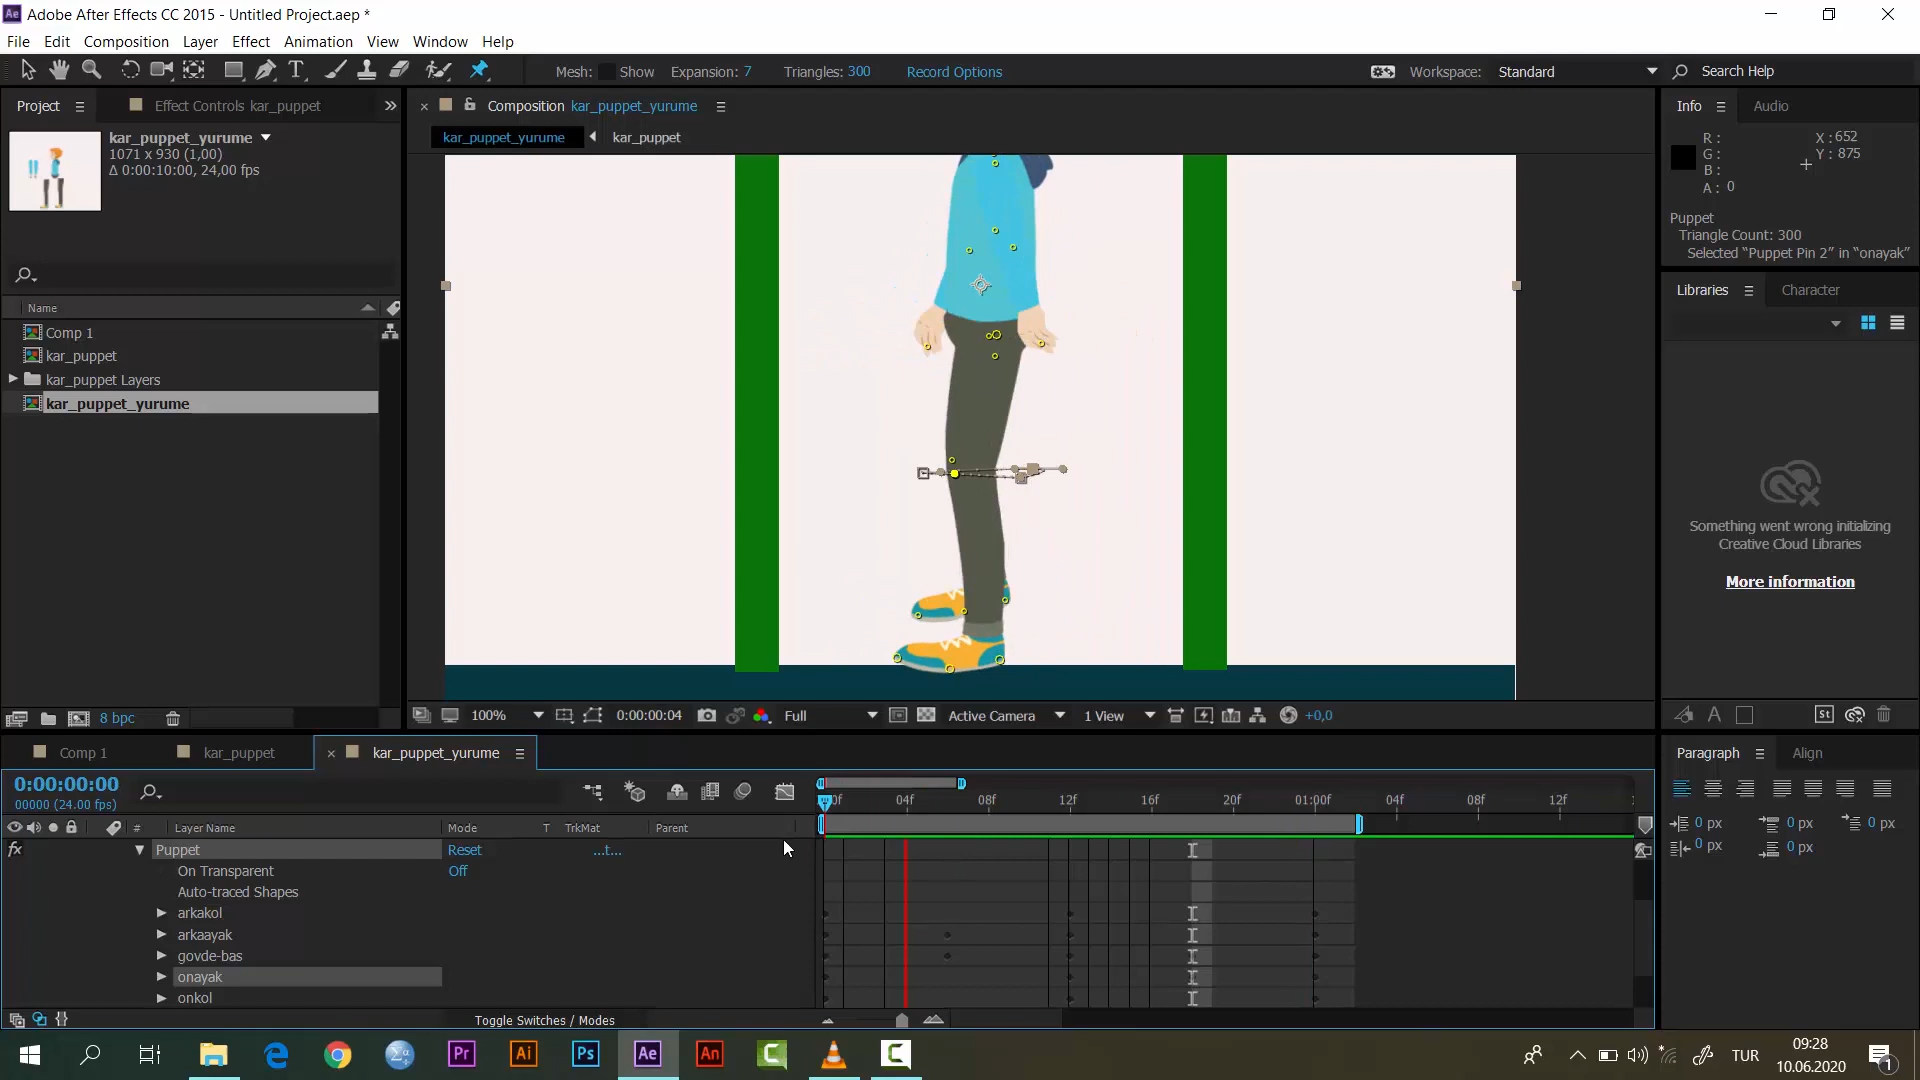 Adobe After Effects CC 2015 - Untitled Project.aep *
File Edit Composition Layer Effect Animation View Window Help
Mesh: Show Expansion: 7 Triangles: 300 Record Options Workspace: Standard Search Help
Project Effect Controls kar_puppet
Composition kar_puppet_yurume
Info Audio
kar_puppet_yurume
1071 x 930 (1,00)
Δ 0:00:10:00, 24,00 fps
kar_puppet_yurume kar_puppet
R :
G :
B :
A : 0
X : 652
Y : 875
Puppet
Triangle Count: 300
Selected “Puppet Pin 2” in “onayak”
Libraries Character
Name
Comp 1
kar_puppet
kar_puppet Layers
kar_puppet_yurume
Something went wrong initializing
Creative Cloud Libraries
More information
8 bpc
100% 0:00:00:04 Full Active Camera 1 View +0,0
St
Comp 1 kar_puppet kar_puppet_yurume
Paragraph Align
0:00:00:00
00000 (24.00 fps)
04f 08f 12f 16f 20f 01:00f 04f 08f 12f
# Layer Name Mode T TrkMat Parent
0 px 0 px 0 px
0 px 0 px
fx Puppet Reset ...t...
On Transparent Off
Auto-traced Shapes
arkakol
arkaayak
govde-bas
onayak
onkol
Toggle Switches / Modes
Pr Ai Ps Ae An
TUR
09:28
10.06.2020
1